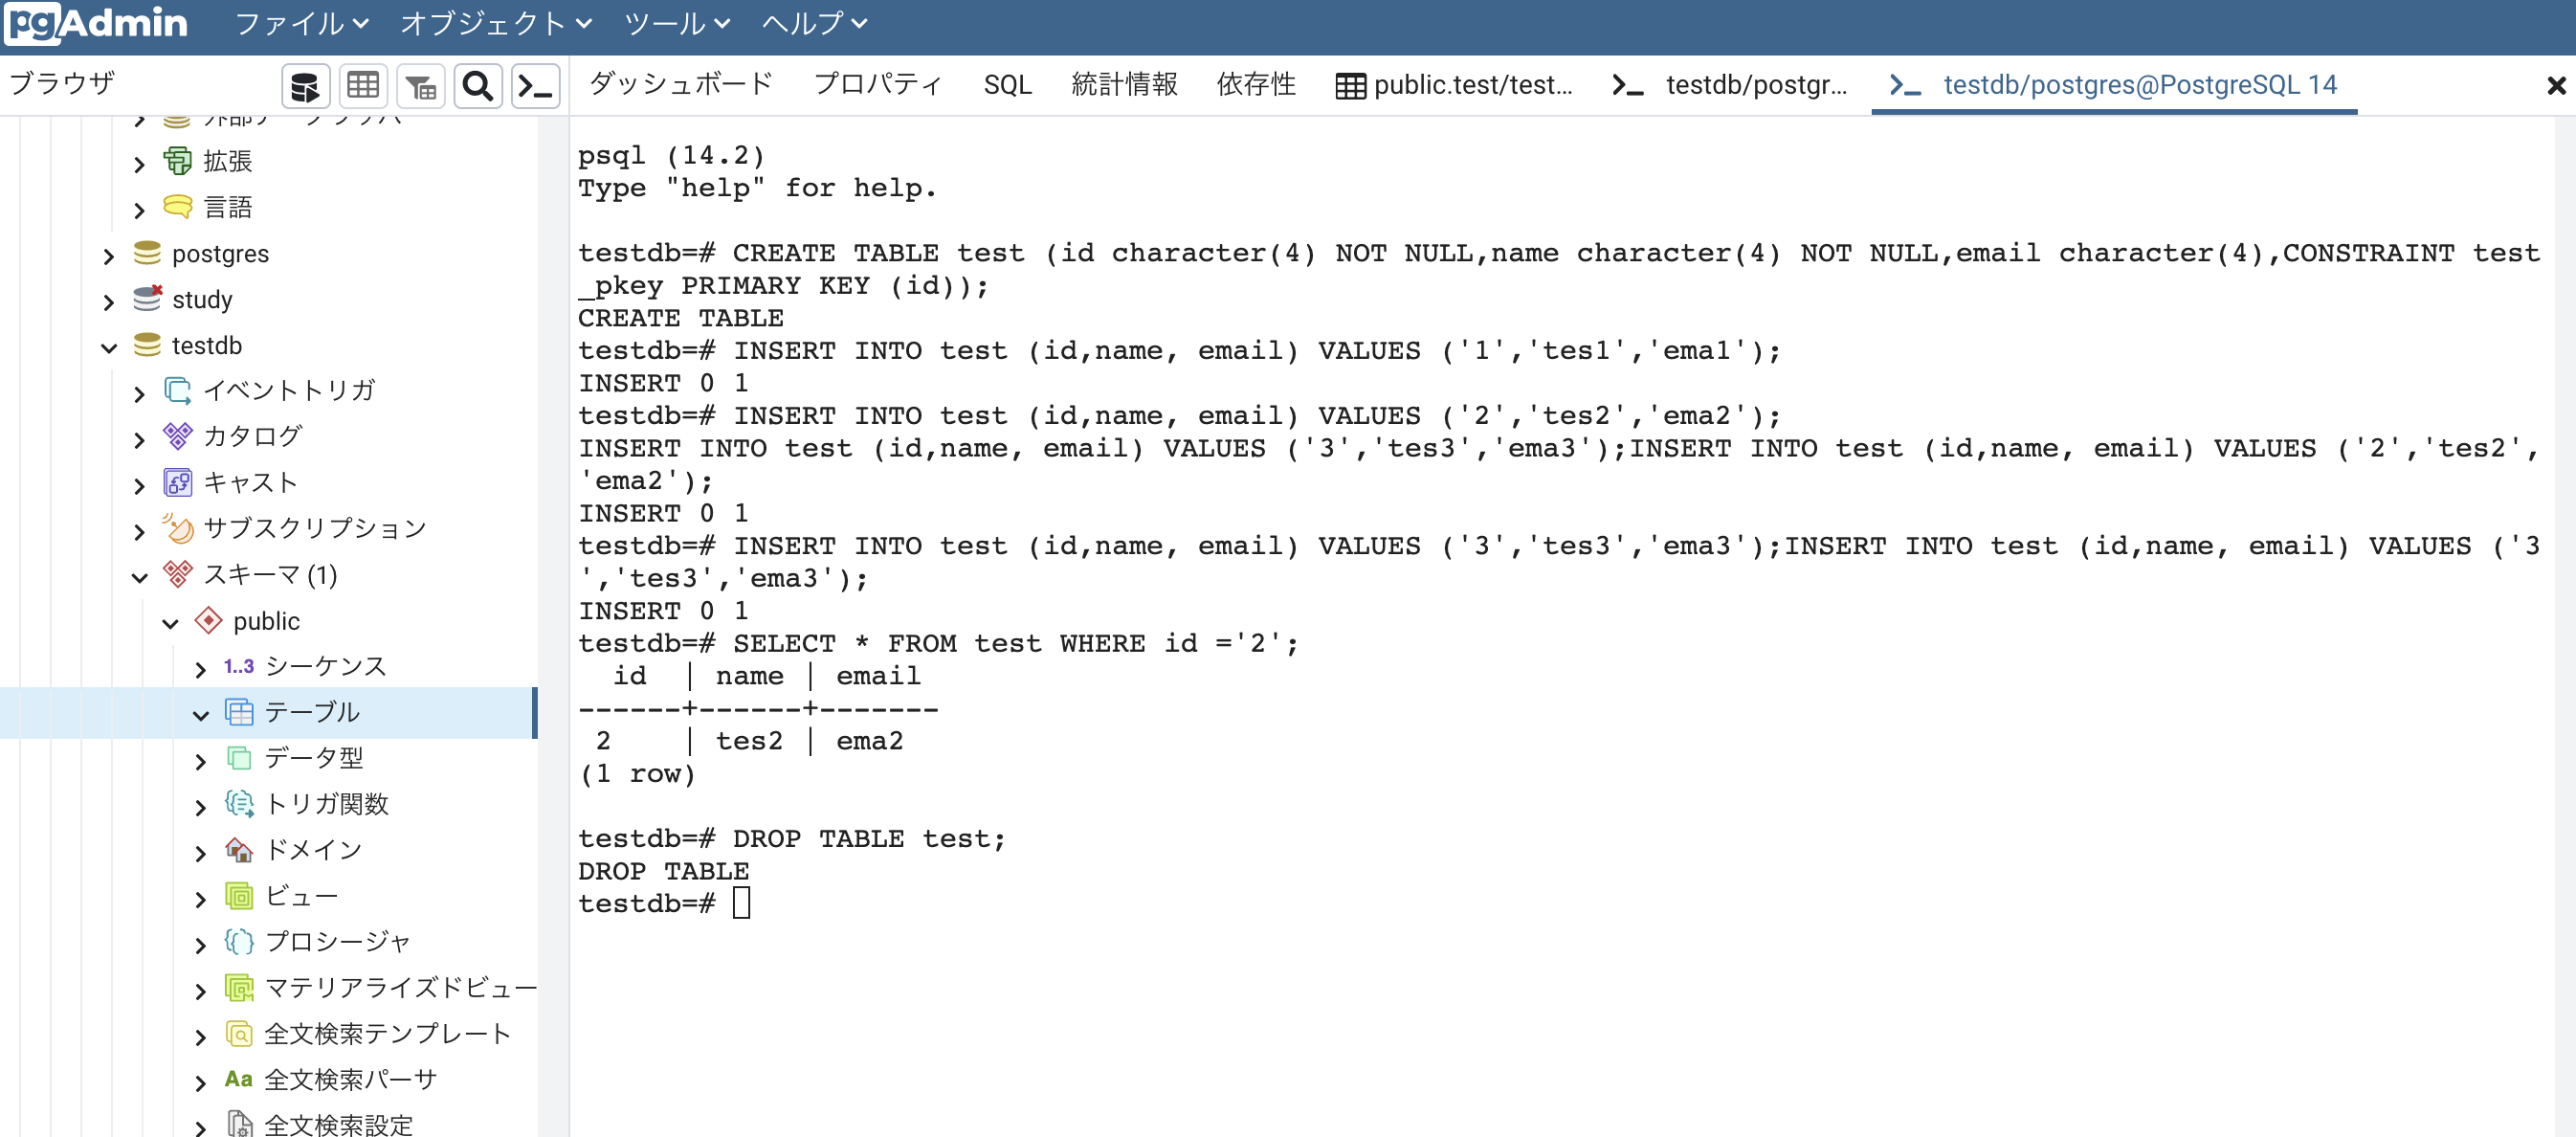 pgAdmin ファイル オブジェクト ツール ヘルプ
ブラウザ
ダッシュボード プロパティ SQL 統計情報 依存性 public.test/test... testdb/postgr... testdb/postgres@PostgreSQL 14
拡張
言語
postgres
study
testdb
イベントトリガ
カタログ
キャスト
サブスクリプション
スキーマ (1)
public
1..3 シーケンス
テーブル
データ型
トリガ関数
ドメイン
ビュー
プロシージャ
マテリアライズドビュー
全文検索テンプレート
Aa 全文検索パーサ
全文検索設定
psql (14.2)
Type "help" for help.
testdb=# CREATE TABLE test (id character(4) NOT NULL,name character(4) NOT NULL,email character(4),CONSTRAINT test
_pkey PRIMARY KEY (id));
CREATE TABLE
testdb=# INSERT INTO test (id,name, email) VALUES ('1','tes1','ema1');
INSERT 0 1
testdb=# INSERT INTO test (id,name, email) VALUES ('2','tes2','ema2');
INSERT INTO test (id,name, email) VALUES ('3','tes3','ema3');INSERT INTO test (id,name, email) VALUES ('2','tes2',
'ema2');
INSERT 0 1
testdb=# INSERT INTO test (id,name, email) VALUES ('3','tes3','ema3');INSERT INTO test (id,name, email) VALUES ('3
','tes3','ema3');
INSERT 0 1
testdb=# SELECT * FROM test WHERE id ='2';
id | name | email
------+------+-------
2 | tes2 | ema2
(1 row)
testdb=# DROP TABLE test;
DROP TABLE
testdb=#